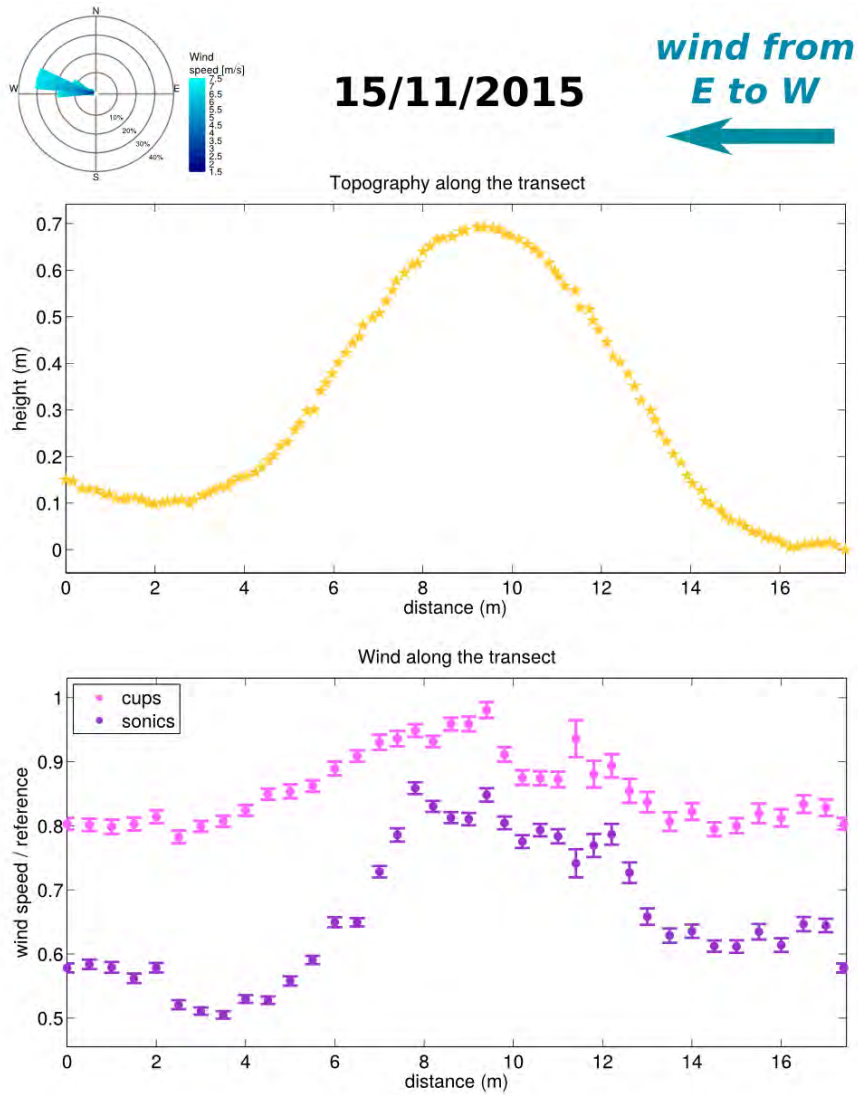 N
W
E
S
10%
20%
30%
40%
Wind
speed [m/s]
7.5
7
6.5
6
5.5
5
4.5
4
3.5
3
2.5
2
1.5
15/11/2015
wind from
E to W
Topography along the transect
height (m)
0.7
0.6
0.5
0.4
0.3
0.2
0.1
0
0 2 4 6 8 10 12 14 16
distance (m)
Wind along the transect
cups
sonics
wind speed / reference
1
0.9
0.8
0.7
0.6
0.5
0 2 4 6 8 10 12 14 16
distance (m)